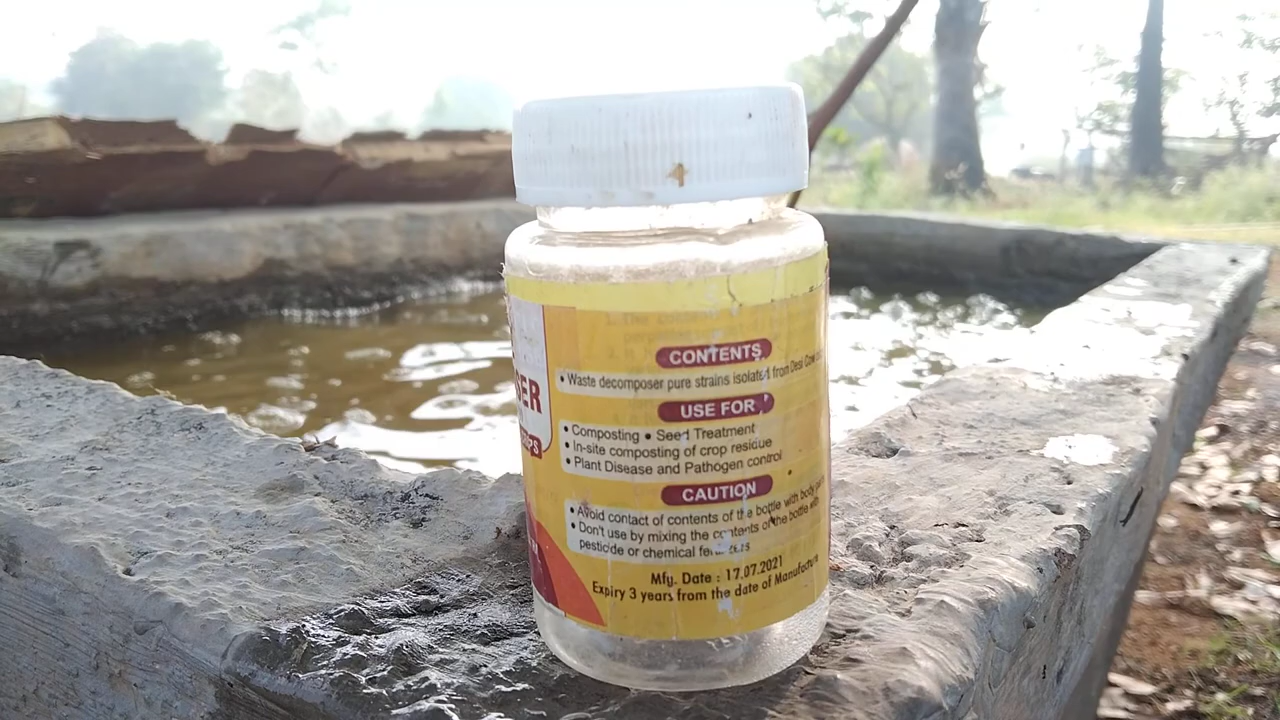 SER
CONTENTS
• Waste decomposer pure strains isolated from Desi Cow
USE FOR
• Composting • Seed Treatment
• In-site composting of crop residue
• Plant Disease and Pathogen control
CAUTION
• Avoid contact of contents of the bottle with body
• Don't use by mixing the contents of the bottle with
pesticide or chemical
Mfy. Date : 17.07.2021
Expiry 3 years from the date of Manufacture